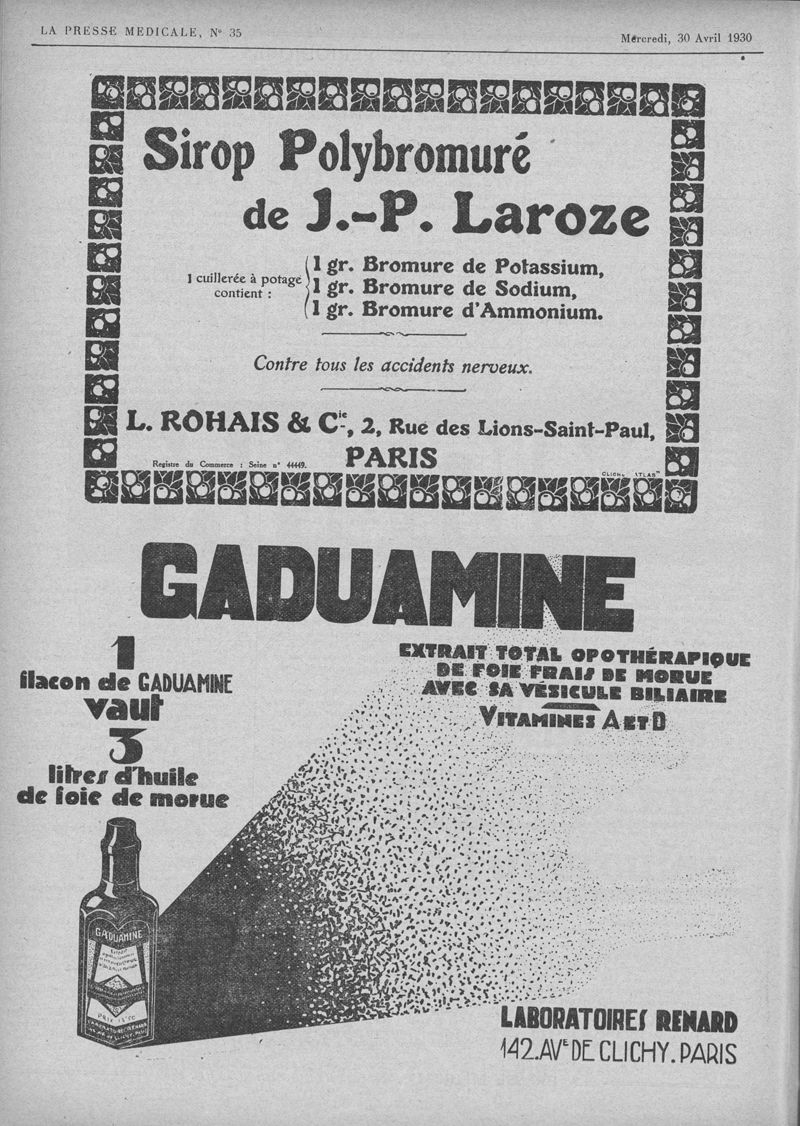 LA PRESSE MEDICALE, N° 35
Mercredi, 30 Avril 1930
Sirop Polybromuré
de J.-P. Laroze
1 cuillerée à potage
contient :
1 gr. Bromure de Potassium,
1 gr. Bromure de Sodium,
1 gr. Bromure d'Ammonium.
Contre tous les accidents nerveux.
L. ROHAIS & Cie, 2, Rue des Lions-Saint-Paul,
PARIS
Registre du Commerce : Seine n° 44449.
GADUAMINE
1
flacon de GADUAMINE
vaut
3
litres d'huile
de foie de morue
EXTRAIT TOTAL OPOTHÉRAPIQUE
DE FOIE FRAIS DE MORUE
AVEC SA VÉSICULE BILIAIRE
VITAMINES A ET D
GADUAMINE
LABORATOIRES RENARD
142.AVE DE CLICHY.PARIS